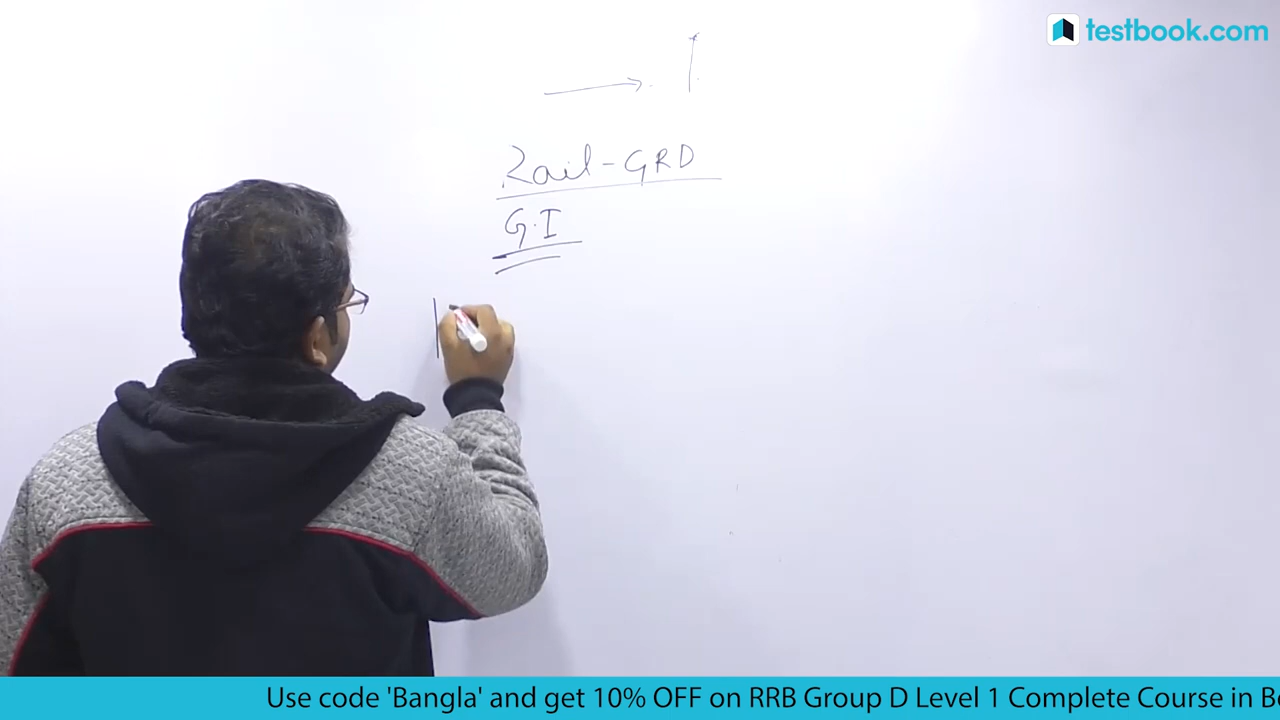 testbook.com
Rail-GRD
G.I
Use code 'Bangla' and get 10% OFF on RRB Group D Level 1 Complete Course in Be